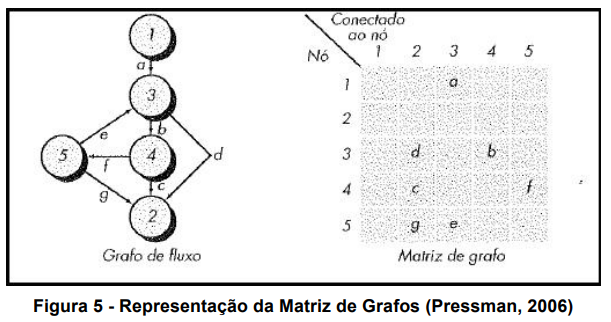 1
a
3
e
b
d
5
f
4
g
c
2
Grafo de fluxo
Conectado
ao nó
Nó
1 2 3 4 5
1 a
2
3 d b
4 c f
5 g e
Matriz de grafo
Figura 5 - Representação da Matriz de Grafos (Pressman, 2006)